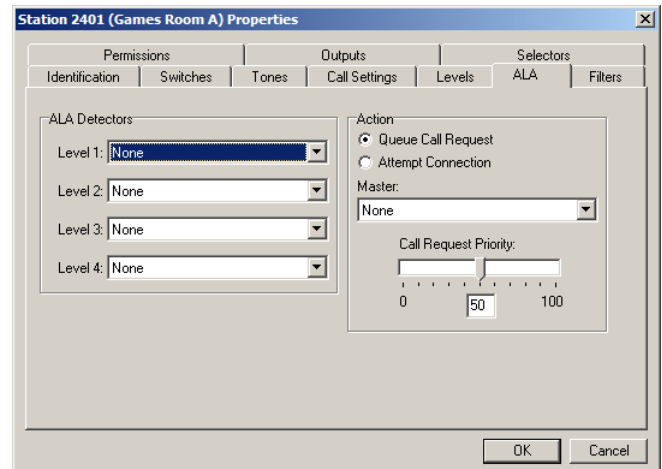 Station 2401 (Games Room A) Properties
Permissions Outputs Selectors
Identification Switches Tones Call Settings Levels ALA Filters
ALA Detectors
Level 1: None
Level 2: None
Level 3: None
Level 4: None
Action
Queue Call Request
Attempt Connection
Master:
None
Call Request Priority:
0 50 100
OK Cancel